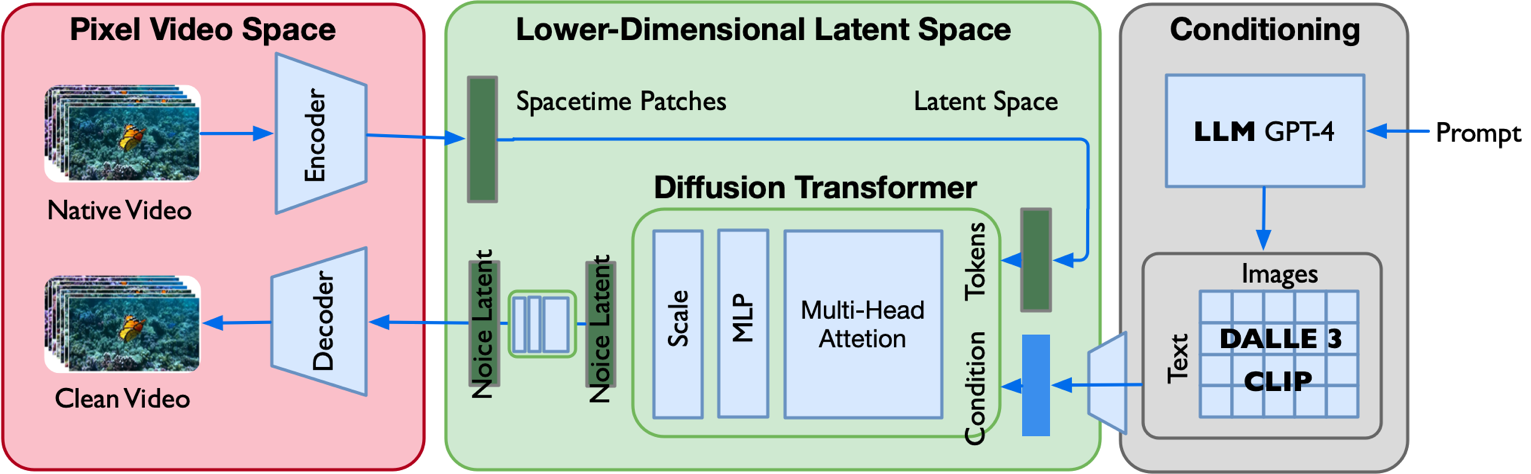 Pixel Video Space
Native Video
Encoder
Clean Video
Decoder
Lower-Dimensional Latent Space
Spacetime Patches
Latent Space
Diffusion Transformer
Noice Latent
Noice Latent
Scale
MLP
Multi-Head
Attetion
Tokens
Condition
Conditioning
LLM GPT-4
Prompt
Images
Text
DALLE 3
CLIP